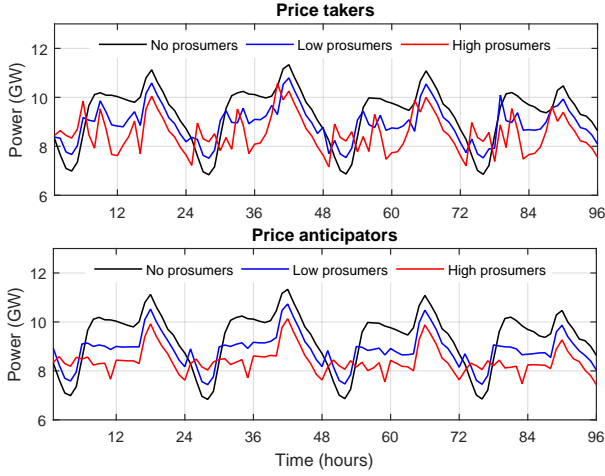 Price takers
No prosumers Low prosumers High prosumers
Power (GW)
12
10
8
6
12 24 36 48 60 72 84 96
Price anticipators
No prosumers Low prosumers High prosumers
Power (GW)
12
10
8
6
12 24 36 48 60 72 84 96
Time (hours)